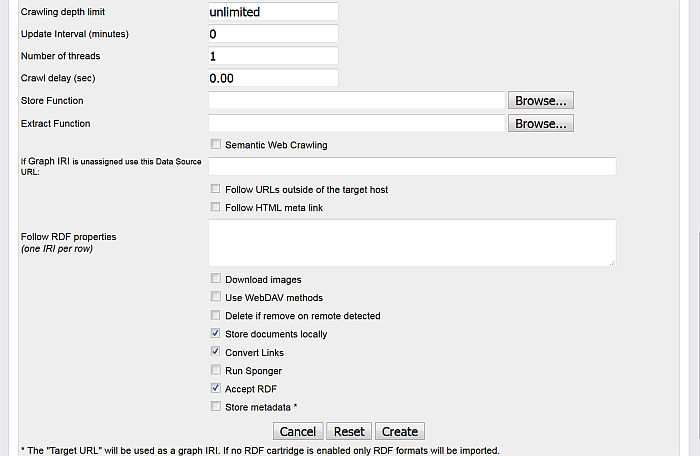 Crawling depth limit unlimited
Update Interval (minutes) 0
Number of threads 1
Crawl delay (sec) 0.00
Store Function Browse...
Extract Function Browse...
Semantic Web Crawling
If Graph IRI is unassigned use this Data Source
URL:
Follow URLs outside of the target host
Follow HTML meta link
Follow RDF properties
(one IRI per row)
Download images
Use WebDAV methods
Delete if remove on remote detected
Store documents locally
Convert Links
Run Sponger
Accept RDF
Store metadata *
Cancel Reset Create
* The "Target URL" will be used as a graph IRI. If no RDF cartridge is enabled only RDF formats will be imported.